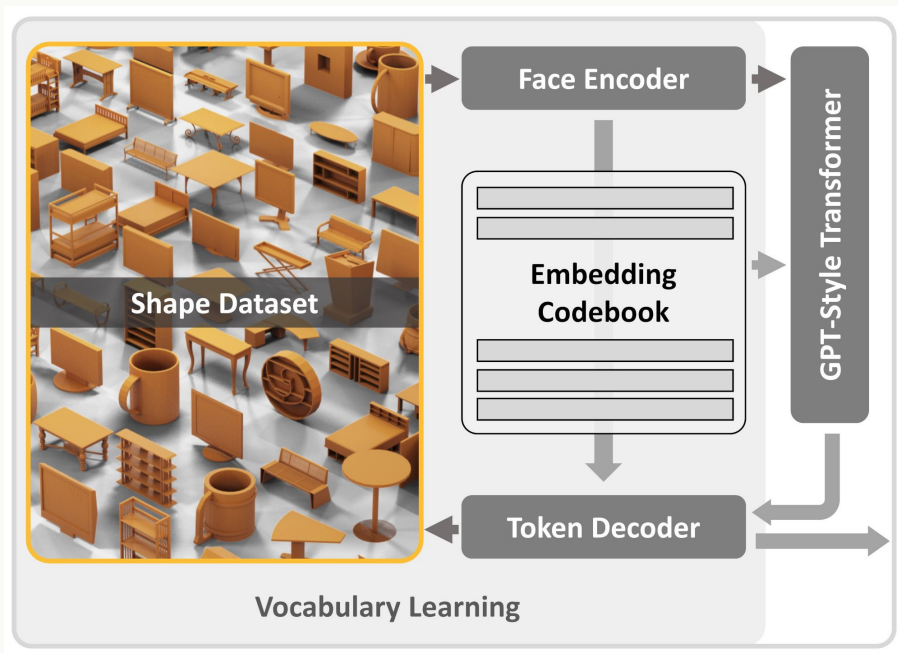 Face Encoder
Shape Dataset
Embedding
Codebook
GPT-Style Transformer
Token Decoder
Vocabulary Learning